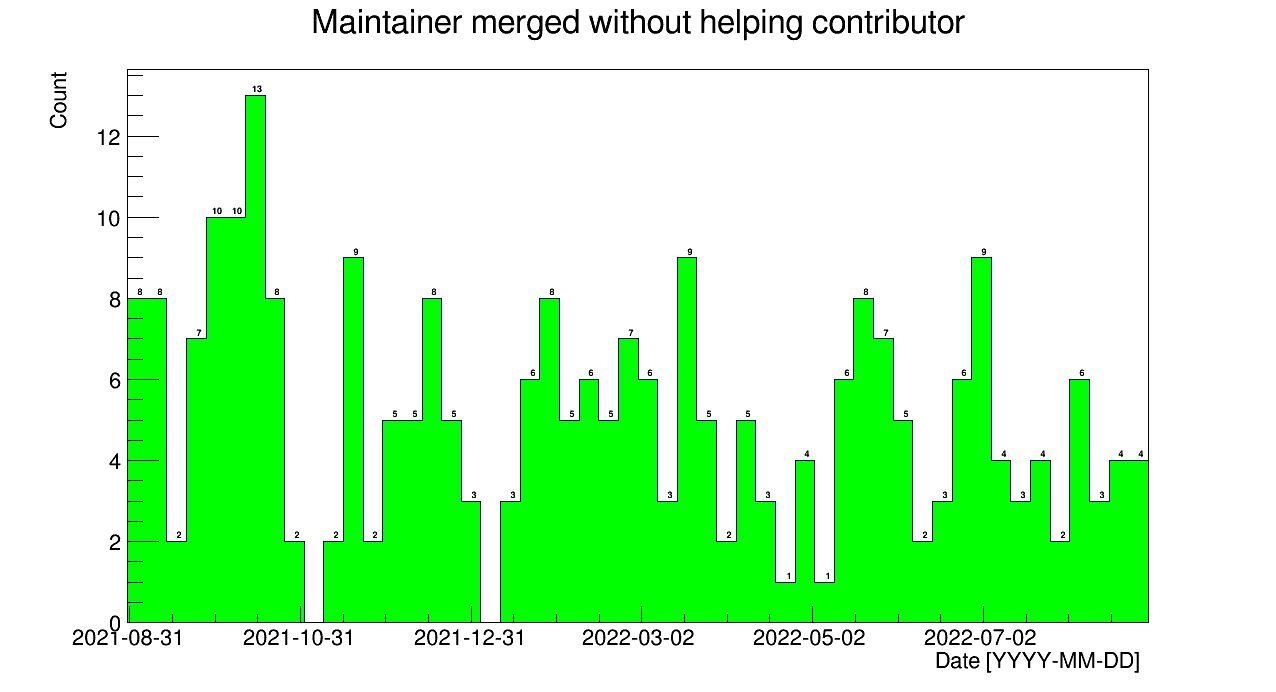 Maintainer merged without helping contributor
Count
13
12
10 10
10
9 9 9
8 8 8 8 8 8
8
7 7 7
6 6 6 6 6 6
6
5 5 5 5 5 5 5 5
4 4 4 4 4
4
3 3 3 3 3 3 3
2 2 2 2 2 2 2
2
1 1
0
2021-08-31 2021-10-31 2021-12-31 2022-03-02 2022-05-02 2022-07-02
Date [YYYY-MM-DD]